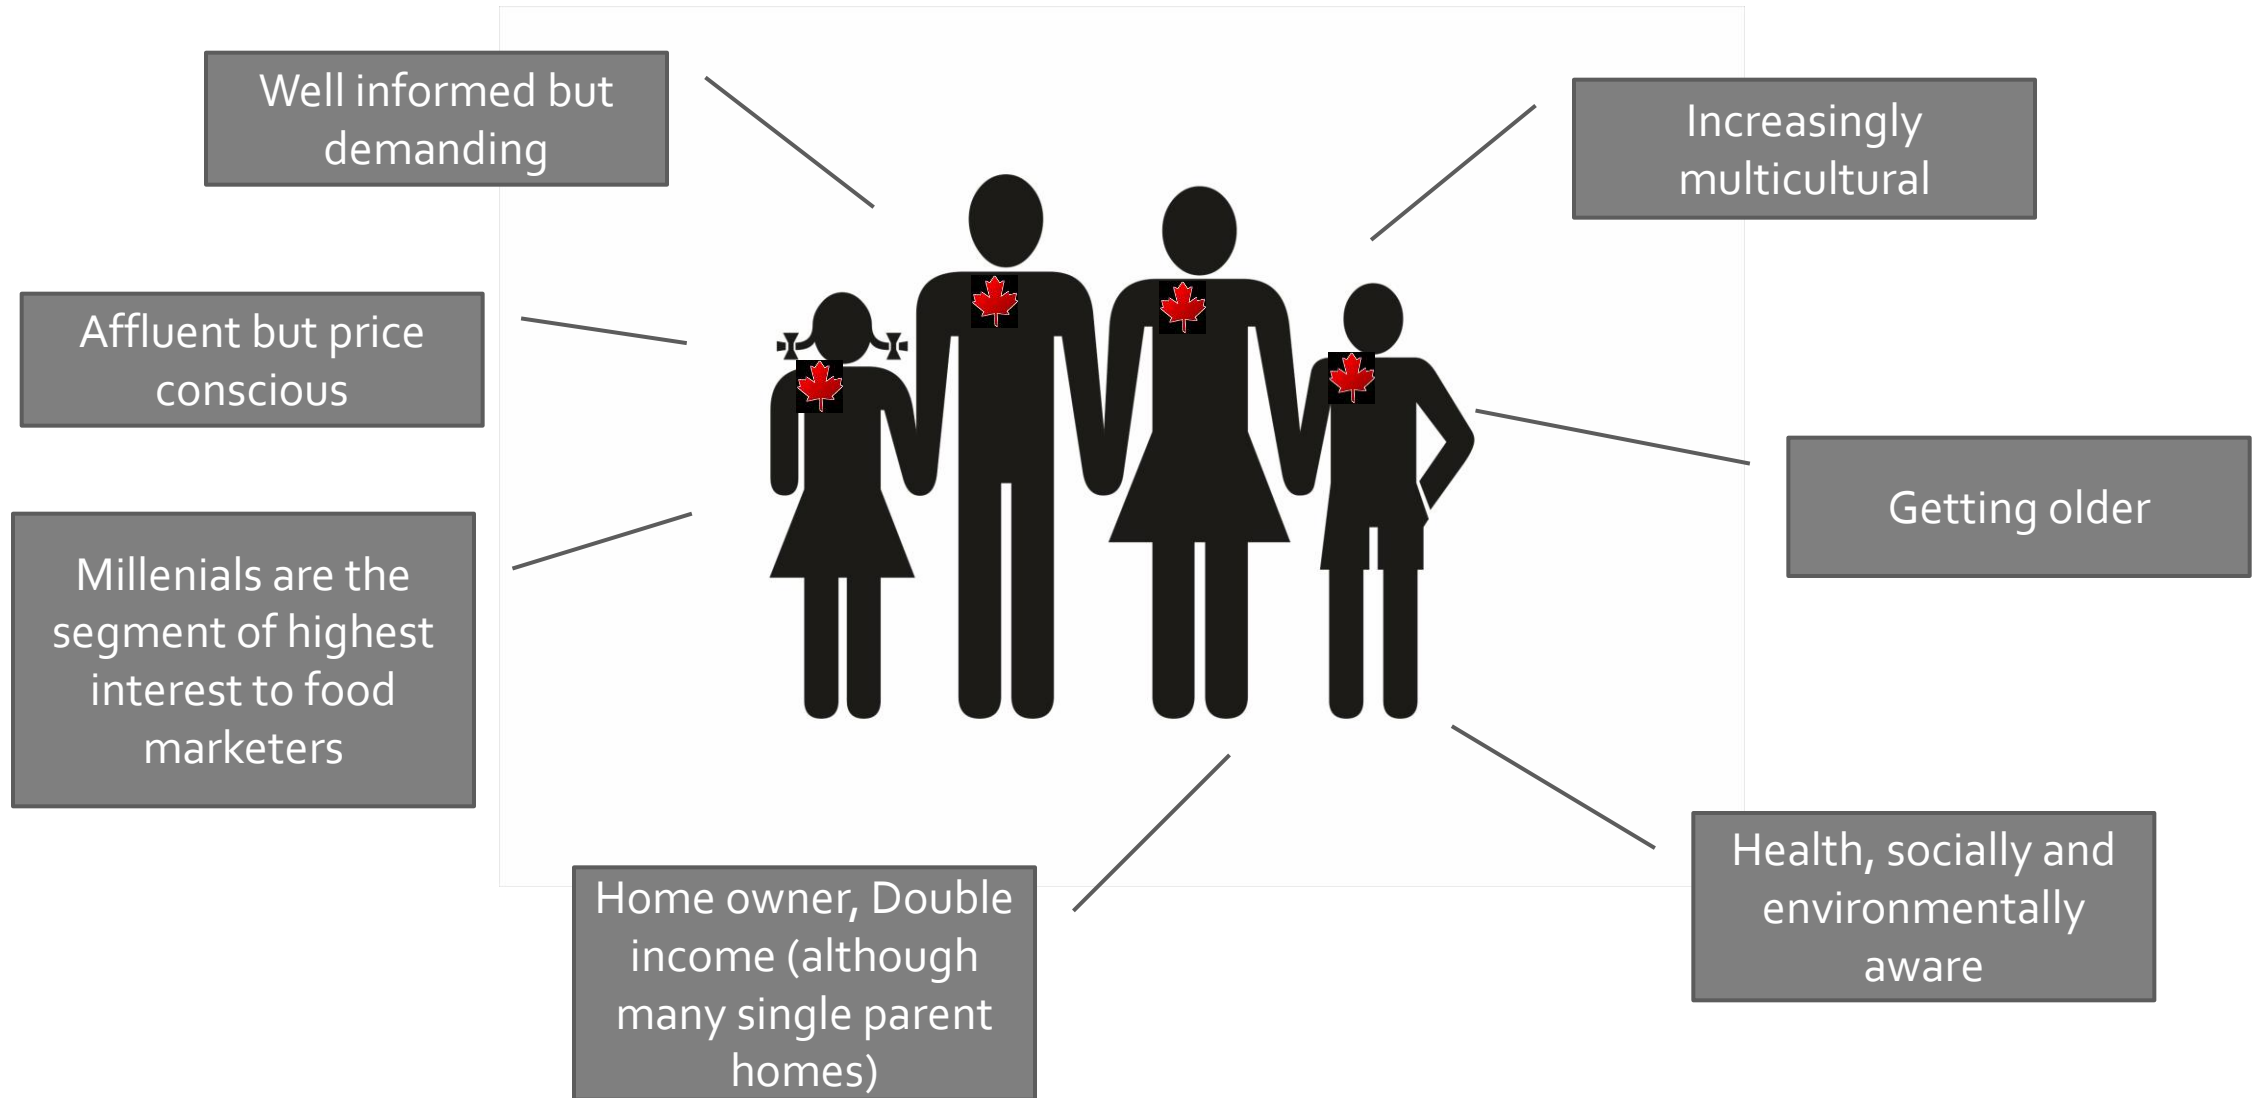 Well informed but
demanding
Increasingly
multicultural
Affluent but price
conscious
Getting older
Millenials are the
segment of highest
interest to food
marketers
Home owner, Double
income (although
many single parent
homes)
Health, socially and
environmentally
aware